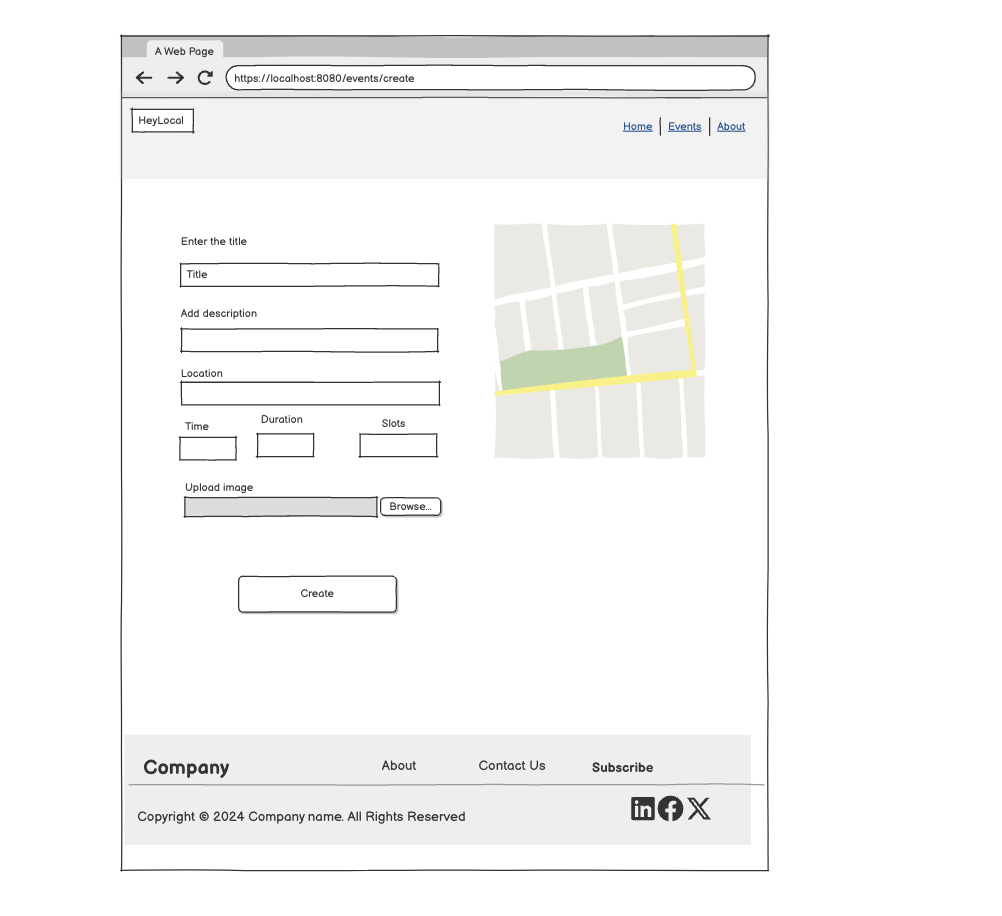 A Web Page
https://localhost:8080/events/create
HeyLocal
Home Events About
Enter the title
Title
Add description
Location
Time Duration Slots
Upload image
Browse...
Create
Company About Contact Us Subscribe
Copyright © 2024 Company name. All Rights Reserved
in f X